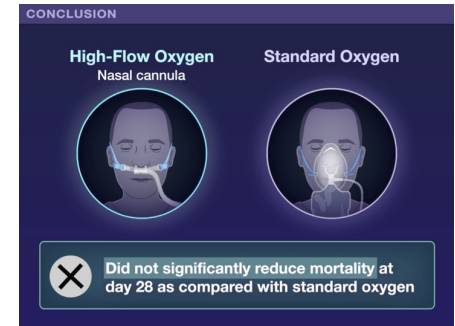 CONCLUSION
High-Flow Oxygen
Nasal cannula
Standard Oxygen
Did not significantly reduce mortality at
day 28 as compared with standard oxygen